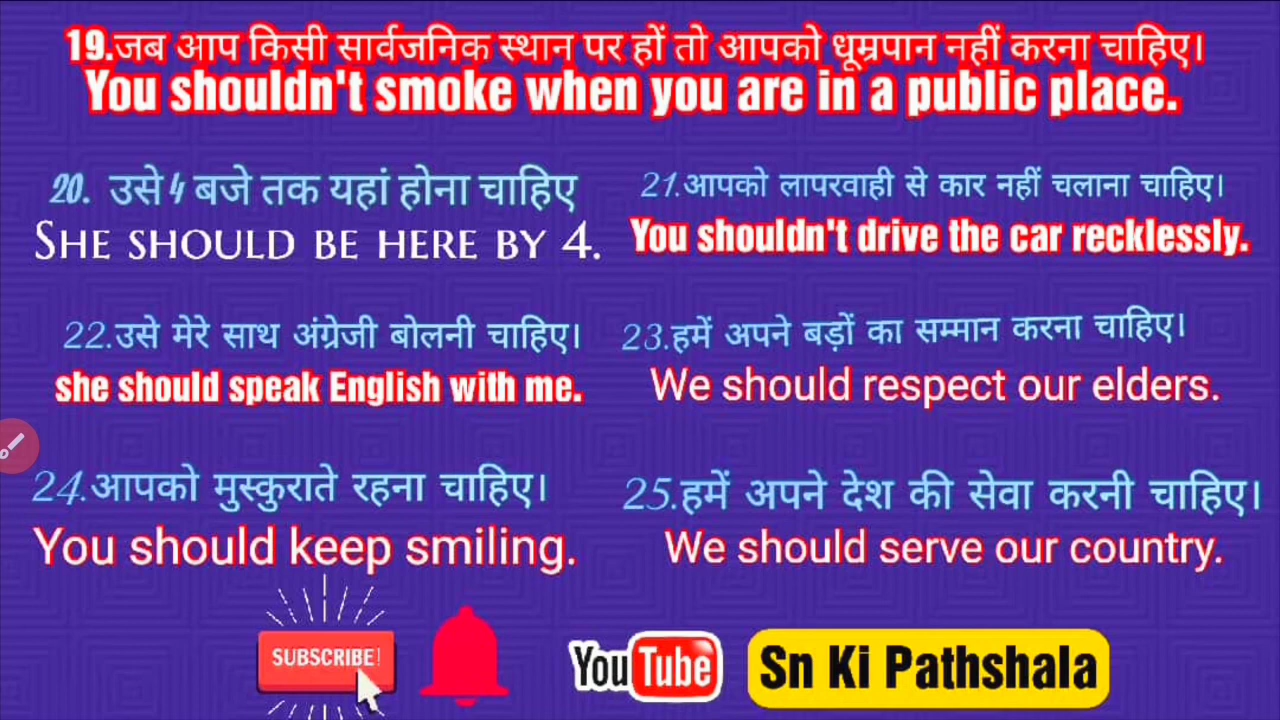 19.जब आप किसी सार्वजनिक स्थान पर हों तो आपको धूम्रपान नहीं करना चाहिए।
You shouldn't smoke when you are in a public place.
20. उसे 4 बजे तक यहां होना चाहिए
SHE SHOULD BE HERE BY 4.
21.आपको लापरवाही से कार नहीं चलाना चाहिए।
You shouldn't drive the car recklessly.
22.उसे मेरे साथ अंग्रेजी बोलनी चाहिए।
she should speak English with me.
23.हमें अपने बड़ों का सम्मान करना चाहिए।
We should respect our elders.
24.आपको मुस्कुराते रहना चाहिए।
You should keep smiling.
25.हमें अपने देश की सेवा करनी चाहिए।
We should serve our country.
SUBSCRIBE!
YouTube
Sn Ki Pathshala